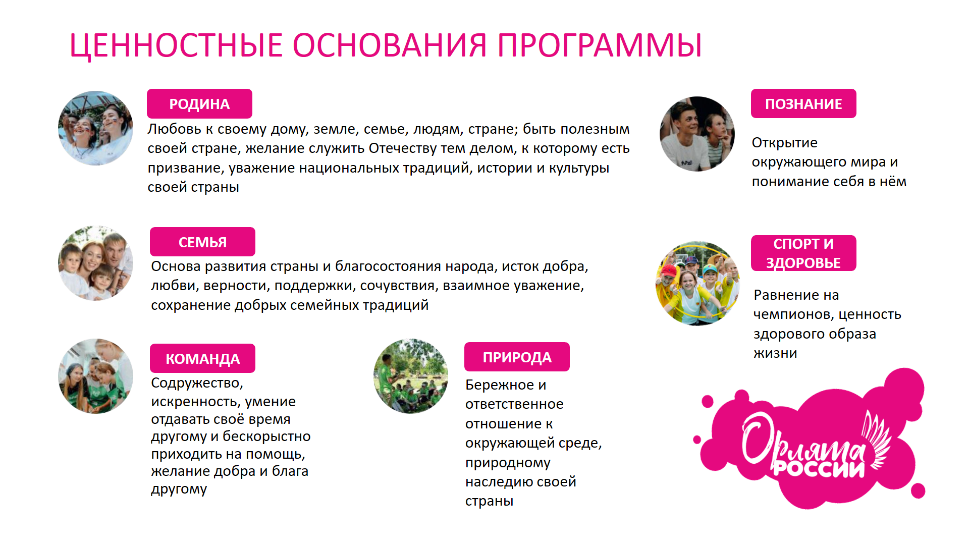 ЦЕННОСТНЫЕ ОСНОВАНИЯ ПРОГРАММЫ
РОДИНА
Любовь к своему дому, земле, семье, людям, стране; быть полезным
своей стране, желание служить Отечеству тем делом, к которому есть
призвание, уважение национальных традиций, истории и культуры
своей страны
ПОЗНАНИЕ
Открытие
окружающего мира и
понимание себя в нём
СЕМЬЯ
Основа развития страны и благосостояния народа, исток добра,
любви, верности, поддержки, сочувствия, взаимное уважение,
сохранение добрых семейных традиций
СПОРТ И
ЗДОРОВЬЕ
Равнение на
чемпионов, ценность
здорового образа
жизни
КОМАНДА
Содружество,
искренность, умение
отдавать своё время
другому и бескорыстно
приходить на помощь,
желание добра и блага
другому
ПРИРОДА
Бережное и
ответственное
отношение к
окружающей среде,
природному
наследию своей
страны
Орлята
РОССИИ